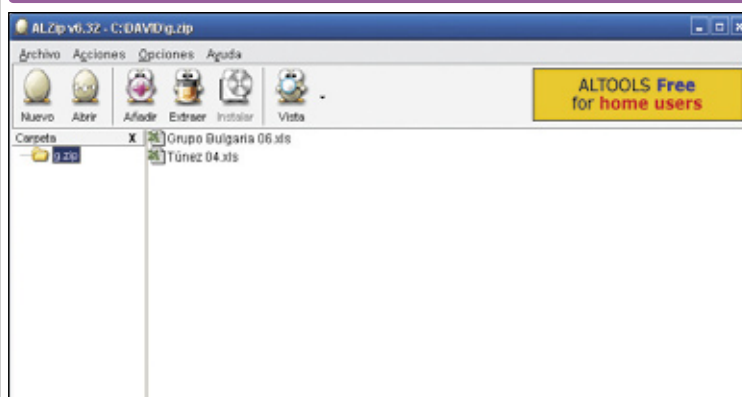 ALZip v6.32 - C:\DAVID\g.zip
Archivo Acciones Opciones Ayuda
Nuevo Abrir Añadir Extraer Instalar Vista
ALTOOLS Free
for home users
Carpeta X
g.zip
Grupo Bulgaria 06.xls
Túnez 04.xls